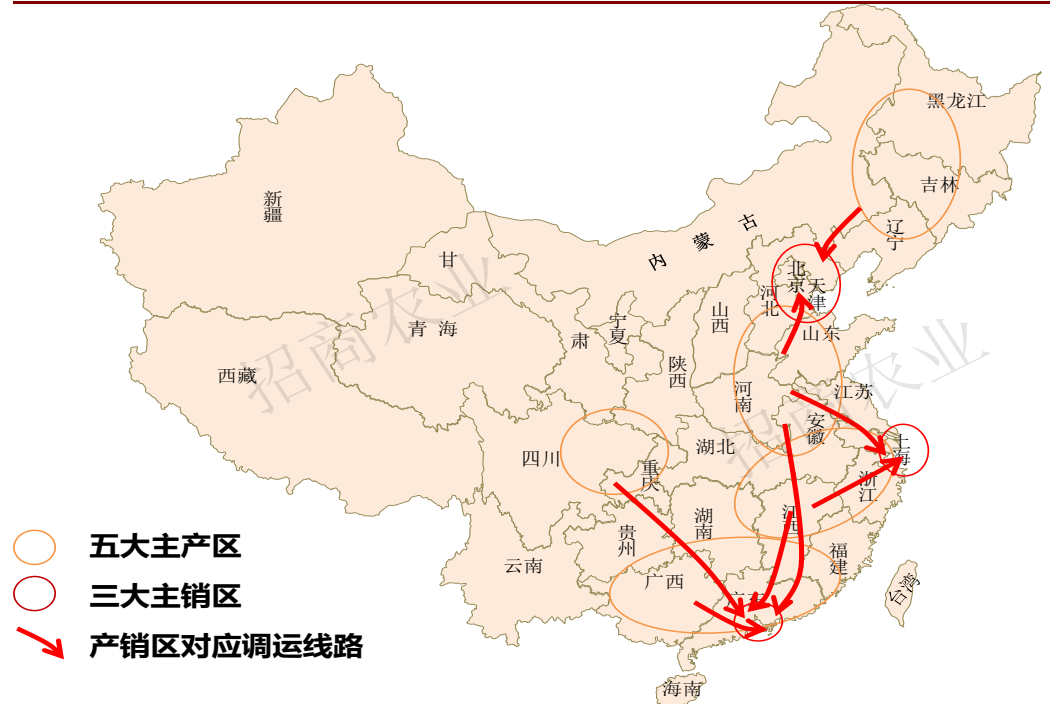 黑龙江
吉林
辽宁
内蒙古
新疆
甘
肃
北京
天津
河北
山西
山东
宁夏
青海
陕西
西藏
河南
江苏
安徽
上海
四川
重庆
湖北
浙江
湖南
江西
贵州
云南
福建
广西
广东
台湾
海南
招商农业
招商农业
五大主产区
三大主销区
产销区对应调运线路